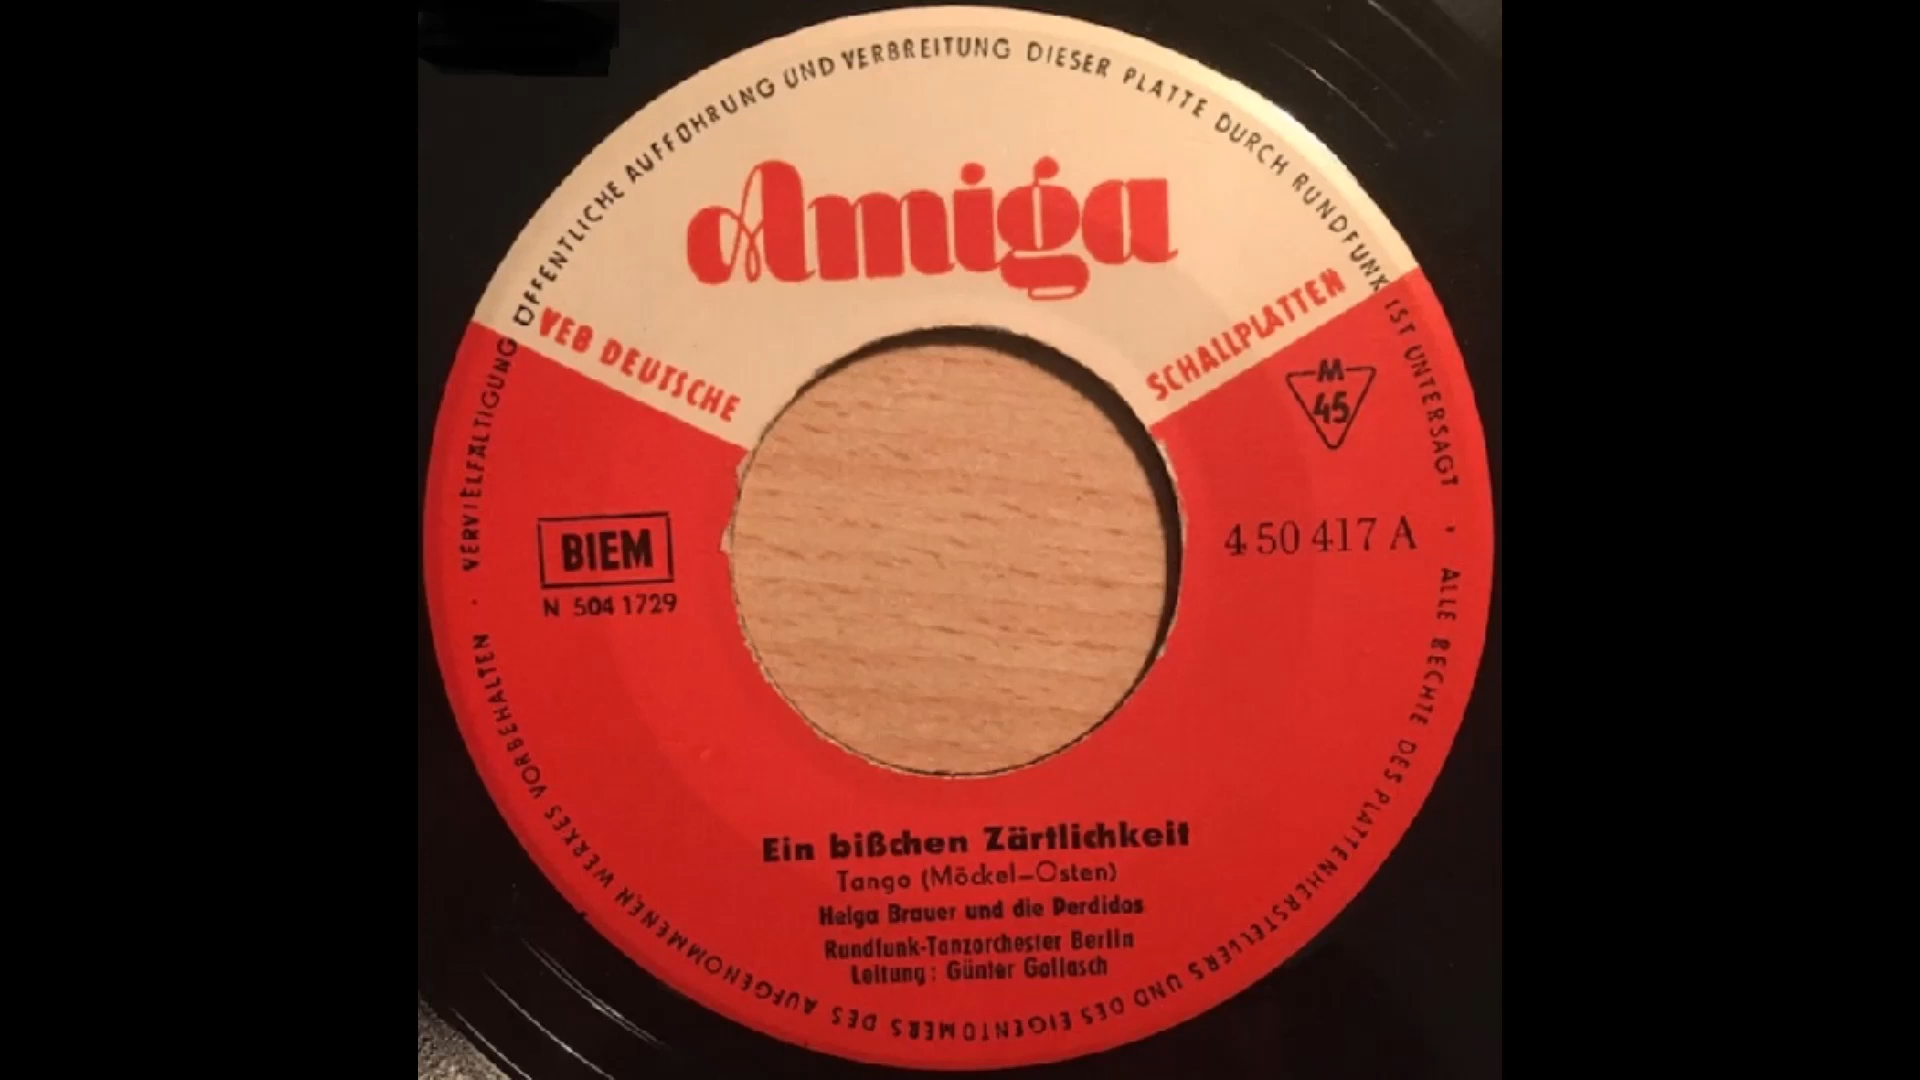 VERVIELFÄLTIGUNG ÖFFENTLICHE AUFFÜHRUNG UND VERBREITUNG DIESER PLATTE DURCH RUNDFUNK IST UNTERSAGT · ALLE RECHTE DES PLATTENHERSTELLERS UND DES EIGENTÜMERS DES AUFGENOMMENEN WERKES VORBEHALTEN ·
Amiga
VEB DEUTSCHE SCHALLPLATTEN
M
45
BIEM
N 504 1729
4 50 417 A
Ein bißchen Zärtlichkeit
Tango (Möckel-Osten)
Helga Brauer und die Perdidos
Rundfunk-Tanzorchester Berlin
Leitung: Günter Gollasch